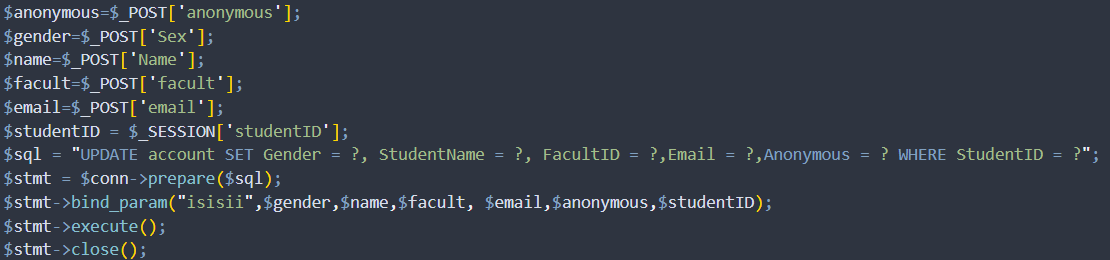 $anonymous=$_POST['anonymous'];
$gender=$_POST['Sex'];
$name=$_POST['Name'];
$facult=$_POST['facult'];
$email=$_POST['email'];
$studentID = $_SESSION['studentID'];
$sql = "UPDATE account SET Gender = ?, StudentName = ?, FacultID = ?,Email = ?,Anonymous = ? WHERE StudentID = ?";
$stmt = $conn->prepare($sql);
$stmt->bind_param("isisii",$gender,$name,$facult, $email,$anonymous,$studentID);
$stmt->execute();
$stmt->close();